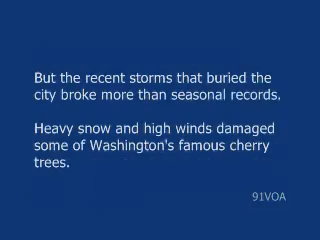 But the recent storms that buried the
city broke more than seasonal records.
Heavy snow and high winds damaged
some of Washington's famous cherry
trees.
91VOA